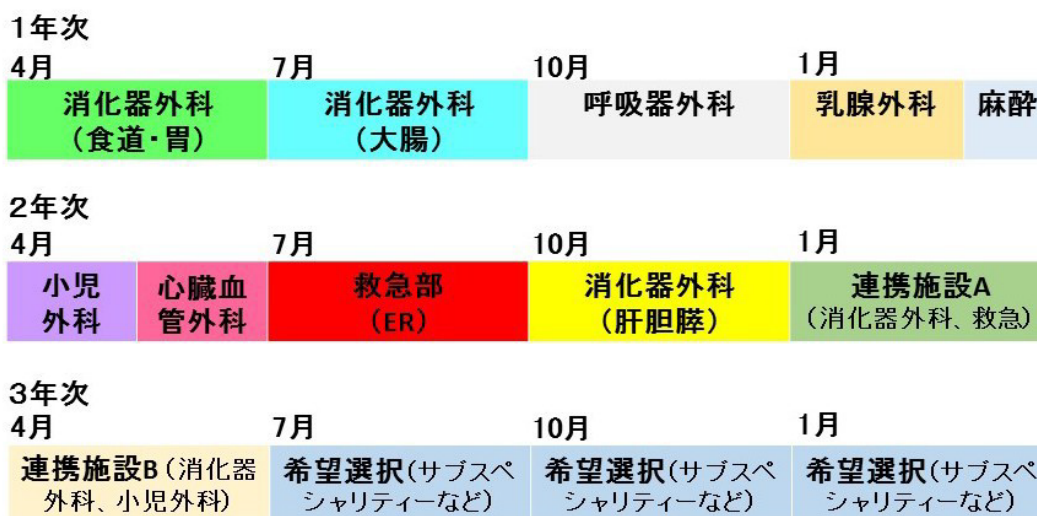 1年次
4月 7月 10月 1月
消化器外科 消化器外科 呼吸器外科 乳腺外科 麻酔
（食道・胃） （大腸）
2年次
4月 7月 10月 1月
小児 心臓血 救急部 消化器外科 連携施設A
外科 管外科 （ER） （肝胆膵） （消化器外科、救急）
3年次
4月 7月 10月 1月
連携施設B（消化器 希望選択（サブスペ 希望選択（サブスペ 希望選択（サブスペ
外科、小児外科） シャリティーなど） シャリティーなど） シャリティーなど）